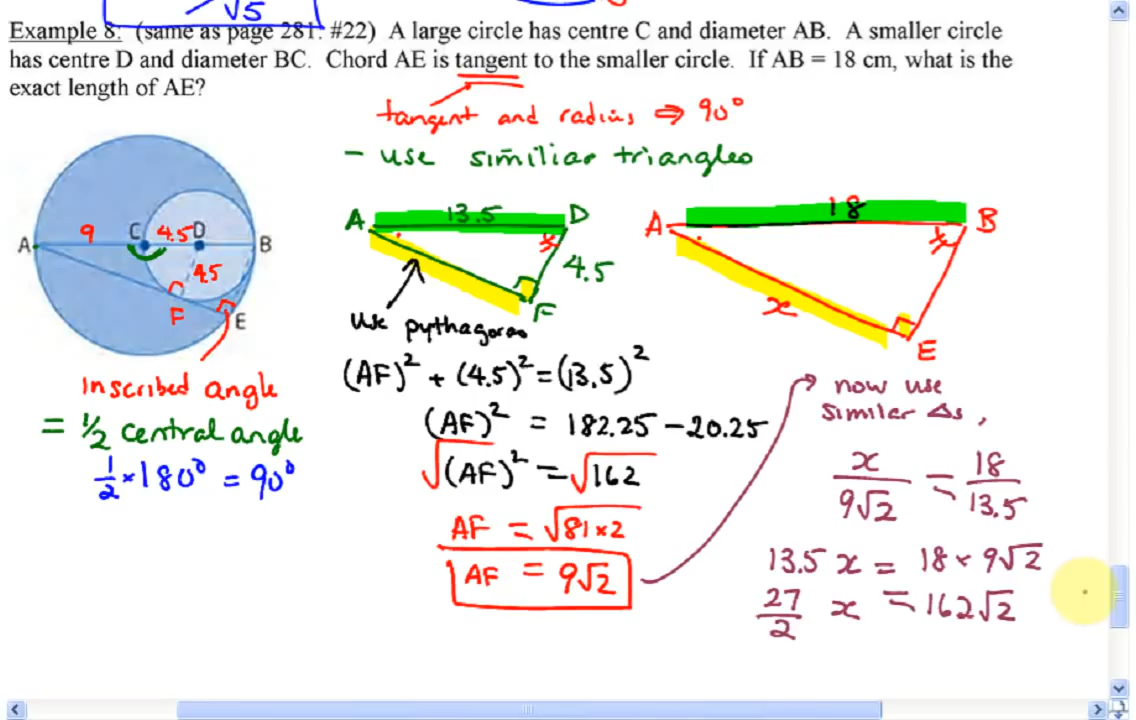 √5
Example 8: (same as page 281: #22) A large circle has centre C and diameter AB. A smaller circle
has centre D and diameter BC. Chord AE is tangent to the smaller circle. If AB = 18 cm, what is the
exact length of AE?
tangent and radius ⇒ 90°
- use similiar triangles
A 9 C 4.5 D B
4.5
F
E
Inscribed angle
= ½ central angle
1/2 × 180° = 90°
A 13.5 D
4.5
F
use pythagoras
(AF)² + (4.5)² = (13.5)²
(AF)² = 182.25 - 20.25
√(AF)² = √162
AF = √81×2
AF = 9√2
A 18 B
x
E
now use
similar Δs,
x/9√2 = 18/13.5
13.5 x = 18 × 9√2
27/2 x = 162√2